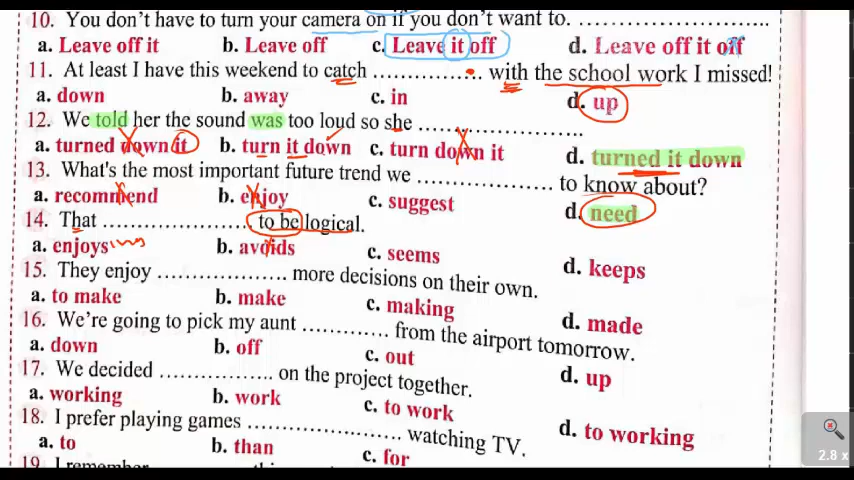 10. You don't have to turn your camera on if you don't want to. ..............................
a. Leave off it b. Leave off c. Leave it off d. Leave off it off
11. At least I have this weekend to catch .................. with the school work I missed!
a. down b. away c. in d. up
12. We told her the sound was too loud so she .........................
a. turned down it b. turn it down c. turn down it d. turned it down
13. What's the most important future trend we ......................... to know about?
a. recommend b. enjoy c. suggest d. need
14. That ......................... to be logical.
a. enjoys ing b. avoids c. seems d. keeps
15. They enjoy .................... more decisions on their own.
a. to make b. make c. making d. made
16. We're going to pick my aunt ............. from the airport tomorrow.
a. down b. off c. out d. up
17. We decided .................. on the project together.
a. working b. work c. to work d. to working
18. I prefer playing games ........................ watching TV.
a. to b. than c. for
19. I remember
2.8 x